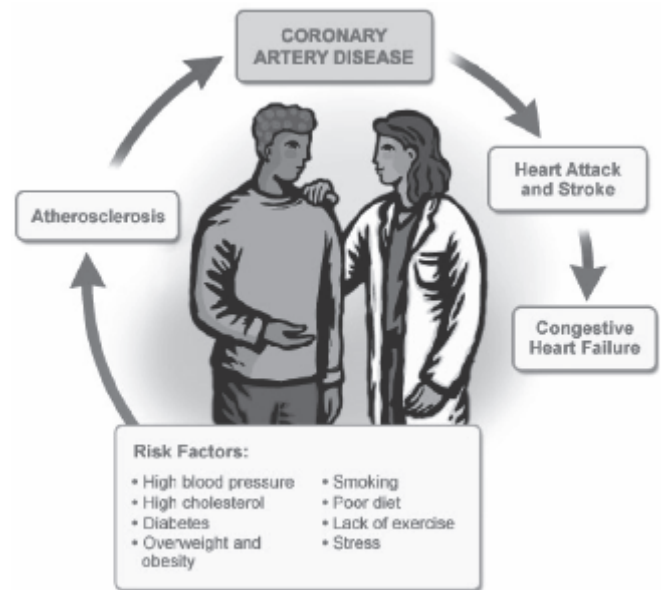 CORONARY
ARTERY DISEASE
Heart Attack
and Stroke
Atherosclerosis
Congestive
Heart Failure
Risk Factors:
• High blood pressure
• High cholesterol
• Diabetes
• Overweight and
obesity
• Smoking
• Poor diet
• Lack of exercise
• Stress